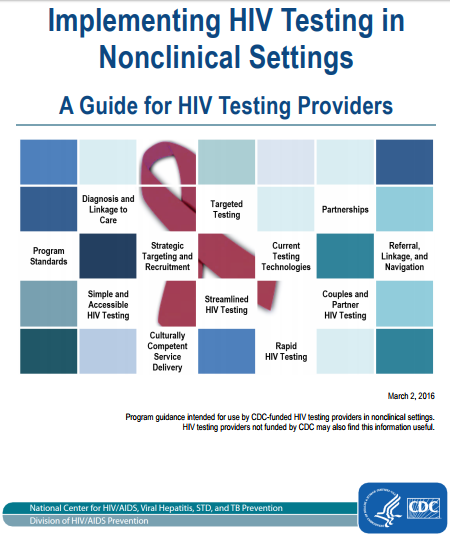 Implementing HIV Testing in
Nonclinical Settings
A Guide for HIV Testing Providers
Diagnosis and
Linkage to
Care
Targeted
Testing
Partnerships
Program
Standards
Strategic
Targeting and
Recruitment
Current
Testing
Technologies
Referral,
Linkage, and
Navigation
Simple and
Accessible
HIV Testing
Streamlined
HIV Testing
Couples and
Partner
HIV Testing
Culturally
Competent
Service
Delivery
Rapid
HIV Testing
March 2, 2016
Program guidance intended for use by CDC-funded HIV testing providers in nonclinical settings.
HIV testing providers not funded by CDC may also find this information useful.
National Center for HIV/AIDS, Viral Hepatitis, STD, and TB Prevention
Division of HIV/AIDS Prevention
CDC